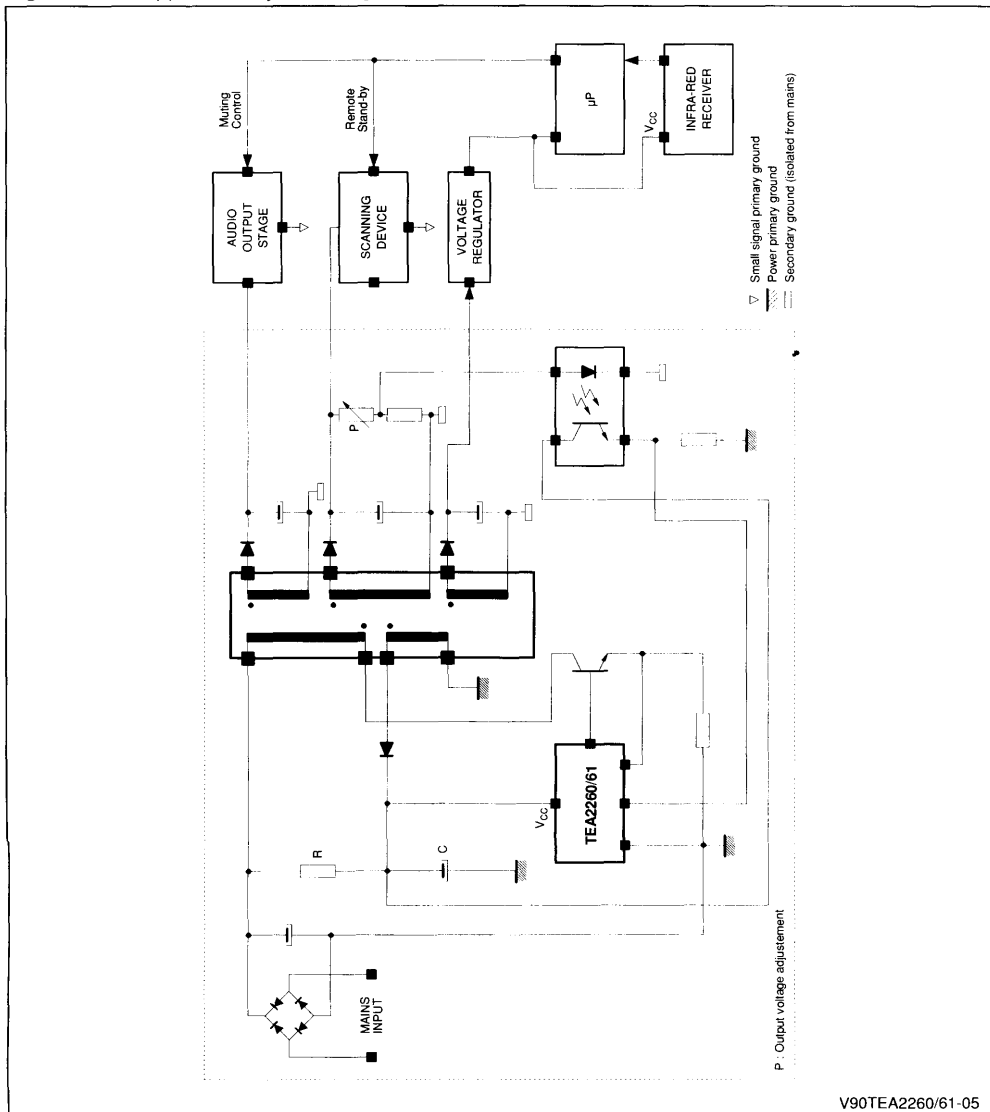 Muting
Control
AUDIO
OUTPUT
STAGE
Remote
Stand-by
SCANNING
DEVICE
VOLTAGE
REGULATOR
µP
VCC
INFRA-RED
RECEIVER
Small signal primary ground
Power primary ground
Secondary ground (isolated from mains)
P
R
C
VCC
TEA2260/61
MAINS
INPUT
P : Output voltage adjustement
V90TEA2260/61-05